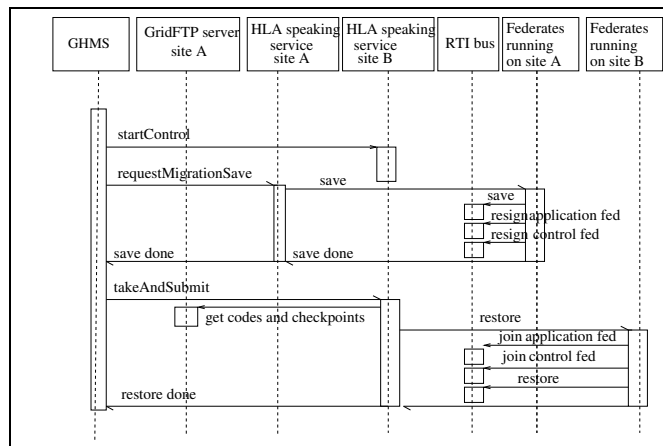 GHMS
GridFTP server
site A
HLA speaking
service
site A
HLA speaking
service
site B
RTI bus
Federates
running
on site A
Federates
running
on site B
startControl
requestMigrationSave
save
save
resign application fed
resign control fed
save done
save done
takeAndSubmit
get codes and checkpoints
restore
join application fed
join control fed
restore
restore done